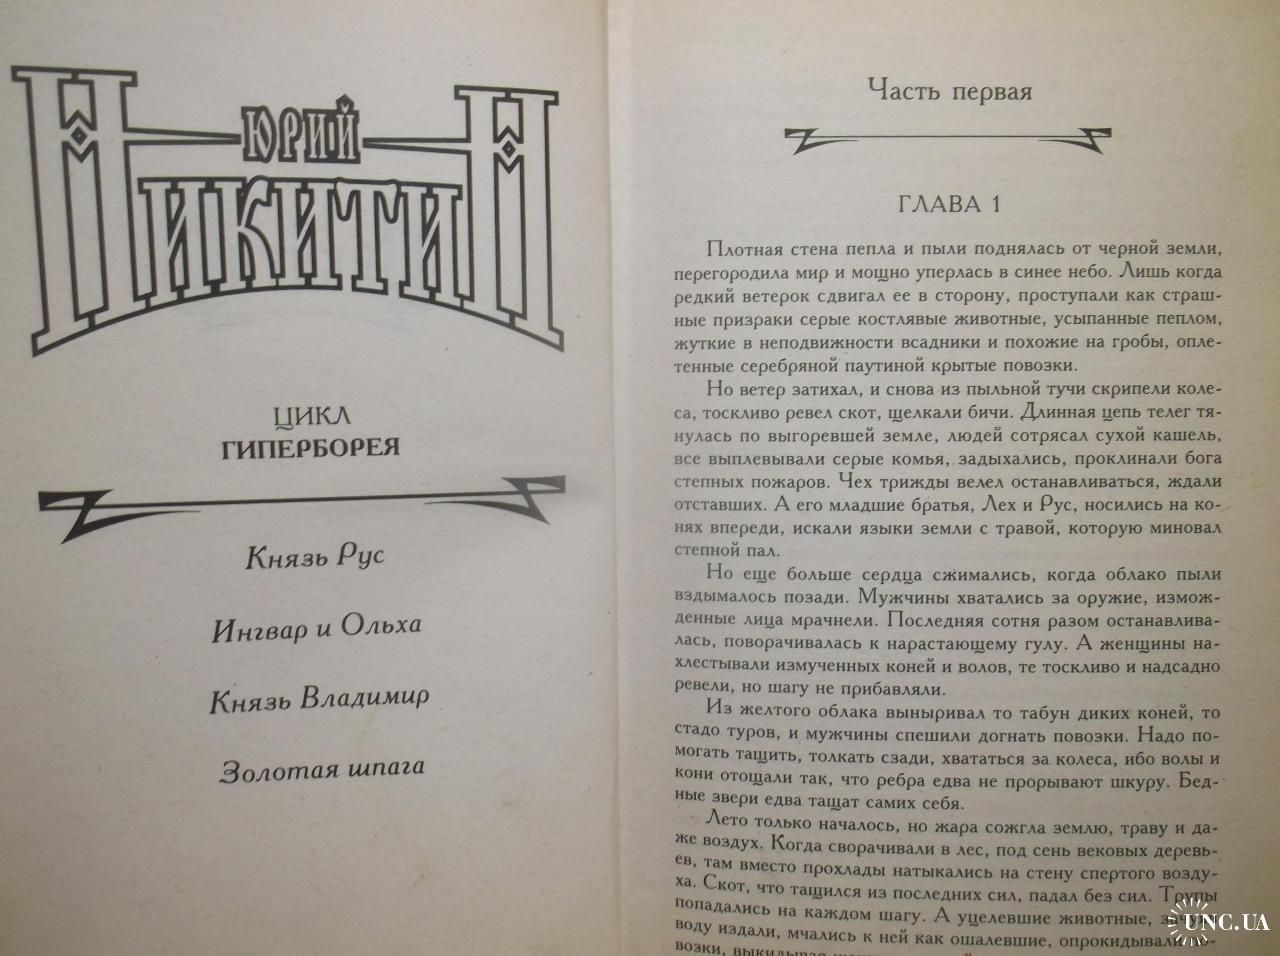 ЮРИЙ
НИКИТИН
ЦИКЛ
ГИПЕРБОРЕЯ
Князь Рус
Ингвар и Ольха
Князь Владимир
Золотая шпага
Часть первая
ГЛАВА 1
Плотная стена пепла и пыли поднялась от черной земли,
перегородила мир и мощно уперлась в синее небо. Лишь когда
редкий ветерок сдвигал ее в сторону, проступали как страш-
ные призраки серые костлявые животные, усыпанные пеплом,
жуткие в неподвижности всадники и похожие на гробы, опле-
тенные серебряной паутиной крытые повозки.
Но ветер затихал, и снова из пыльной тучи скрипели коле-
са, тоскливо ревел скот, щелкали бичи. Длинная цепь телег тя-
нулась по выгоревшей земле, людей сотрясал сухой кашель,
все выплевывали серые комья, задыхались, проклинали бога
степных пожаров. Чех трижды велел останавливаться, ждали
отставших. А его младшие братья, Лех и Рус, носились на ко-
нях впереди, искали языки земли с травой, которую миновал
степной пал.
Но еще больше сердца сжимались, когда облако пыли
вздымалось позади. Мужчины хватались за оружие, измож-
денные лица мрачнели. Последняя сотня разом останавлива-
лась, поворачивалась к нарастающему гулу. А женщины на-
хлестывали измученных коней и волов, те тоскливо и надсадно
ревели, но шагу не прибавляли.
Из желтого облака выныривал то табун диких коней, то
стадо туров, и мужчины спешили догнать повозки. Надо по-
могать тащить, толкать сзади, хвататься за колеса, ибо волы и
кони отощали так, что ребра едва не прорывают шкуру. Бед-
ные звери едва тащат самих себя.
Лето только началось, но жара сожгла землю, траву и да-
же воздух. Когда сворачивали в лес, под сень вековых деревь-
ев, там вместо прохлады натыкались на стену спертого возду-
ха. Скот, что тащился из последних сил, падал без сил. Трупы
попадались на каждом шагу. А уцелевшие животные, зачуяв
воду издали, мчались к ней как ошалевшие, опрокидывали по-
возки, выкидывая
UNC.UA